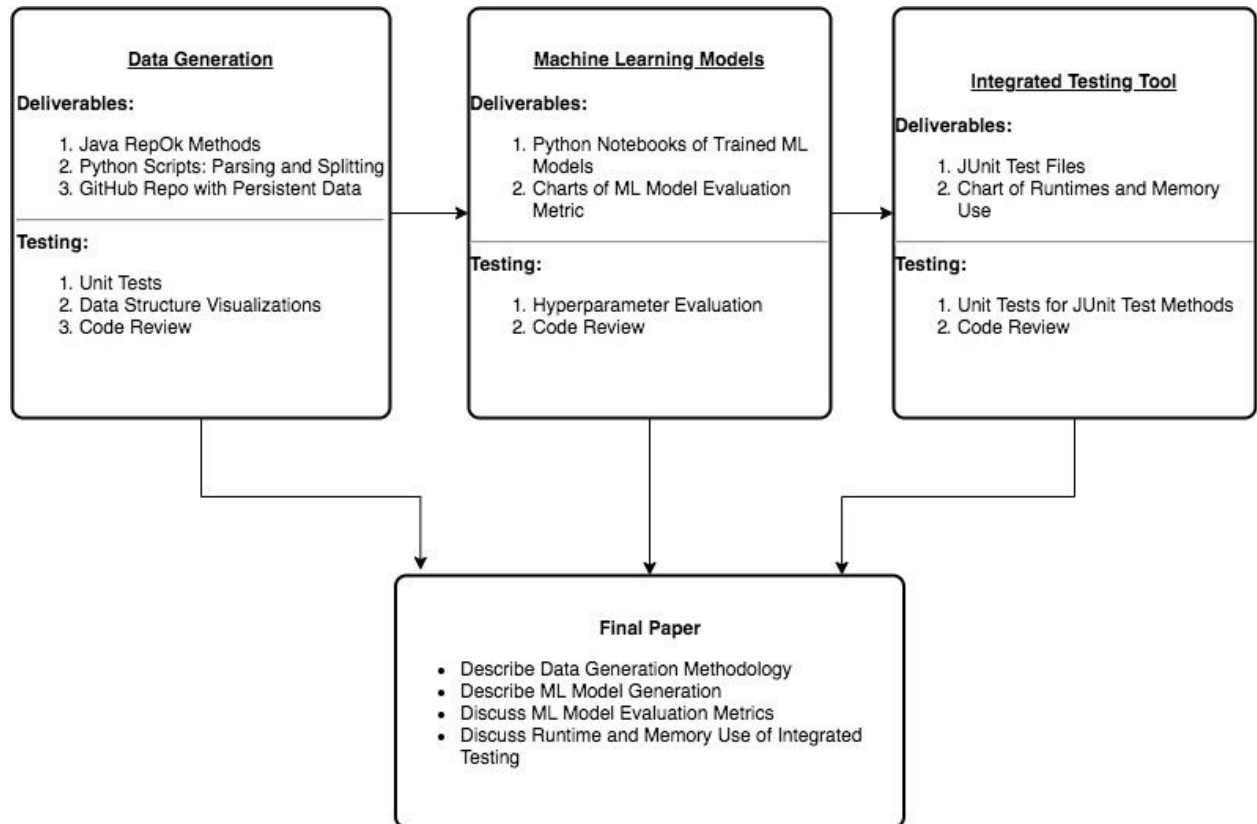 Data Generation
Deliverables:
1. Java RepOk Methods
2. Python Scripts: Parsing and Splitting
3. GitHub Repo with Persistent Data
Testing:
1. Unit Tests
2. Data Structure Visualizations
3. Code Review
Machine Learning Models
Deliverables:
1. Python Notebooks of Trained ML
Models
2. Charts of ML Model Evaluation
Metric
Testing:
1. Hyperparameter Evaluation
2. Code Review
Integrated Testing Tool
Deliverables:
1. JUnit Test Files
2. Chart of Runtimes and Memory
Use
Testing:
1. Unit Tests for JUnit Test Methods
2. Code Review
Final Paper
• Describe Data Generation Methodology
• Describe ML Model Generation
• Discuss ML Model Evaluation Metrics
• Discuss Runtime and Memory Use of Integrated
Testing